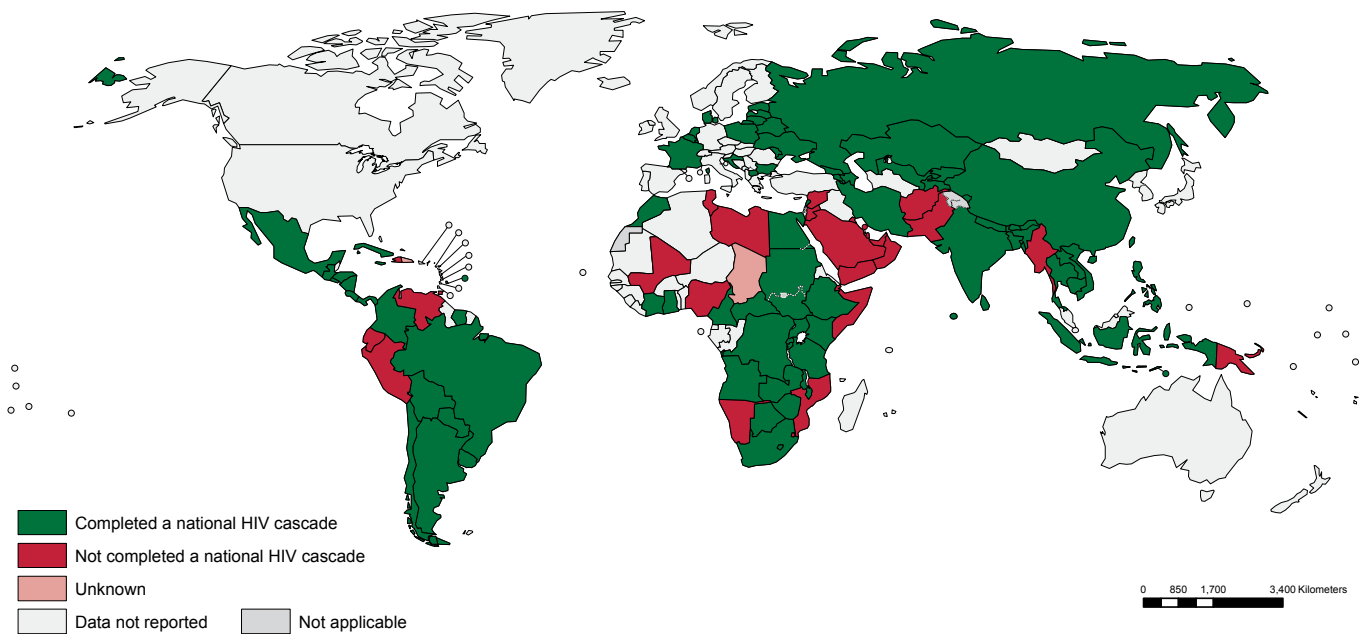 Completed a national HIV cascade
Not completed a national HIV cascade
Unknown
Data not reported
Not applicable
0 850 1,700 3,400 Kilometers